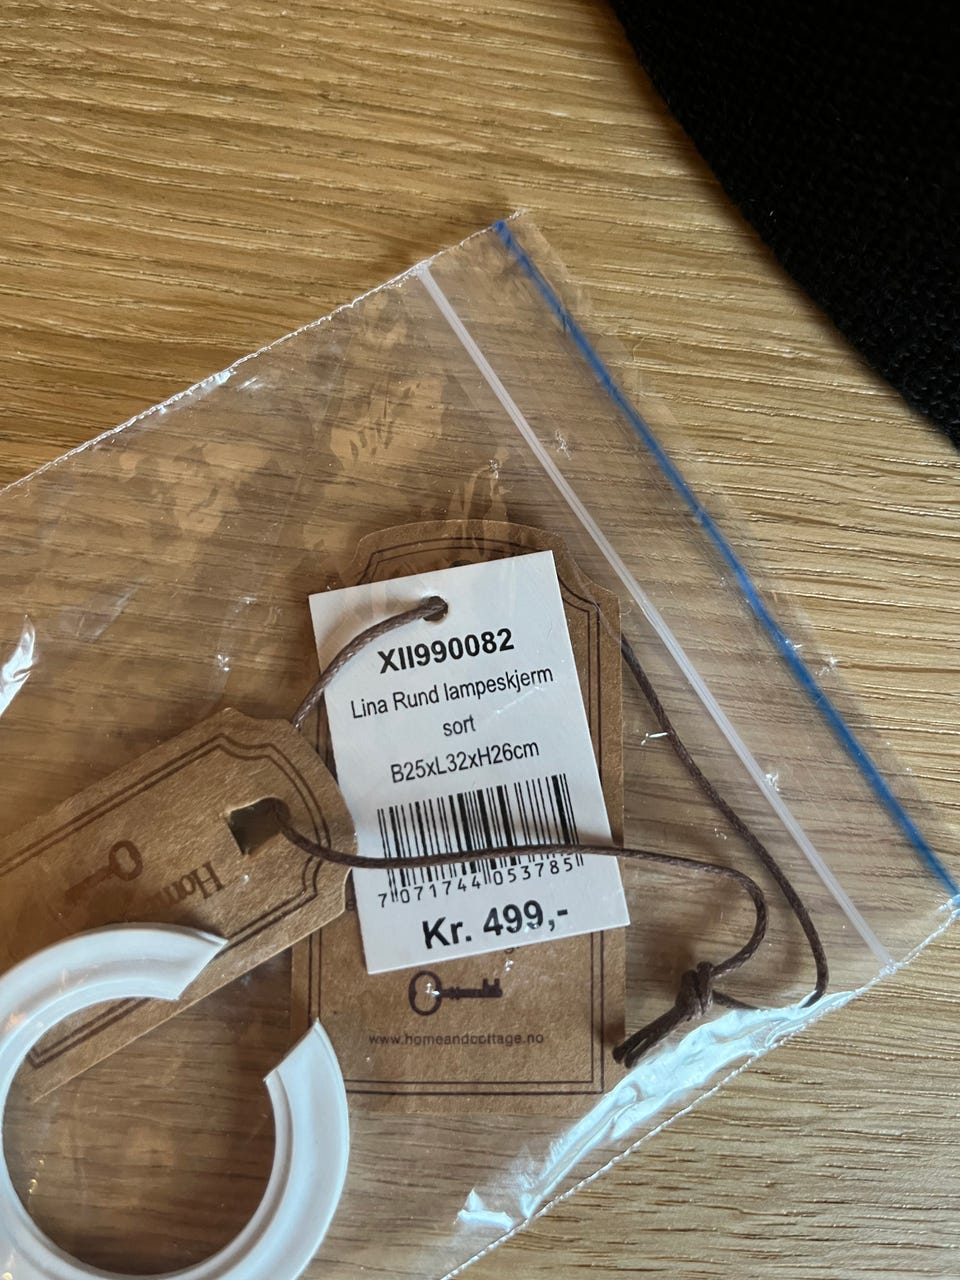 XII990082
Lina Rund lampeskjerm
sort
B25xL32xH26cm
7 071744 053785
Kr. 499,-
www.homeandcottage.no